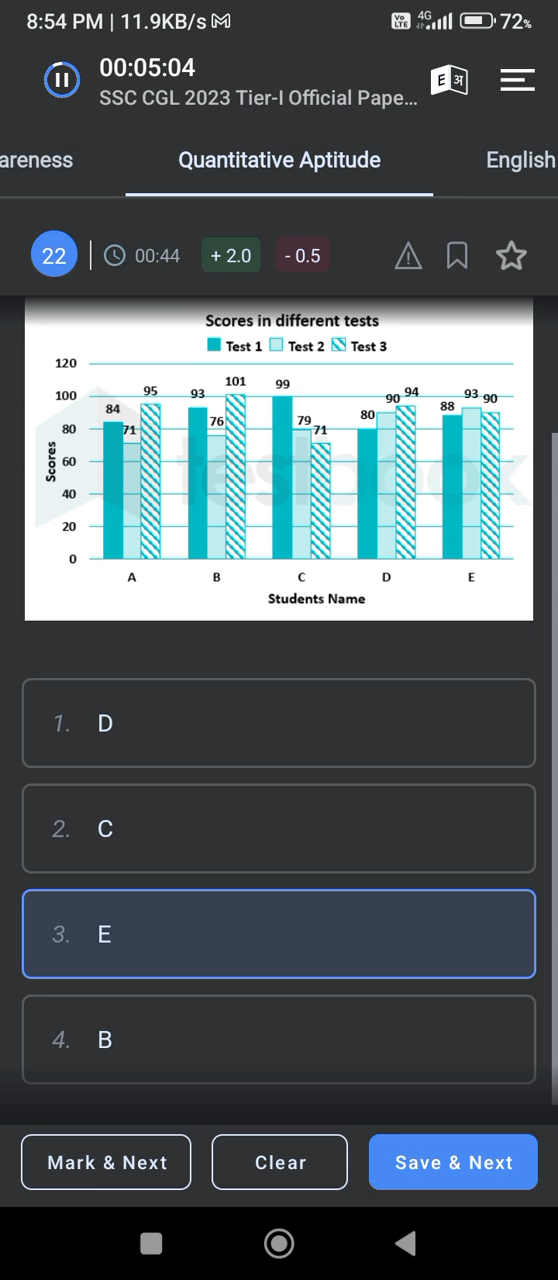 8:54 PM | 11.9KB/s M Vo LTE 4G 72%
00:05:04
SSC CGL 2023 Tier-I Official Pape... E अ
areness Quantitative Aptitude English
22 00:44 + 2.0 - 0.5
Scores in different tests
Test 1 Test 2 Test 3
120
100
80
60
40
20
0
Scores
84 71 95
93 76 101
99 79 71
80 90 94
88 93 90
testbook
A B C D E
Students Name
1. D
2. C
3. E
4. B
Mark & Next Clear Save & Next